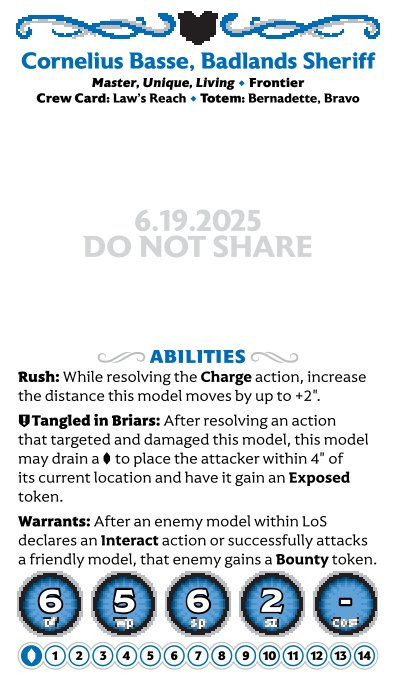 Cornelius Basse, Badlands Sheriff
Master, Unique, Living ⬥ Frontier
Crew Card: Law's Reach ⬥ Totem: Bernadette, Bravo
6.19.2025
DO NOT SHARE
ABILITIES
Rush: While resolving the Charge action, increase
the distance this model moves by up to +2".
Tangled in Briars: After resolving an action
that targeted and damaged this model, this model
may drain a to place the attacker within 4" of
its current location and have it gain an Exposed
token.
Warrants: After an enemy model within LoS
declares an Interact action or successfully attacks
a friendly model, that enemy gains a Bounty token.
6 5 6 2 -
df wp sp sz cost
1 2 3 4 5 6 7 8 9 10 11 12 13 14